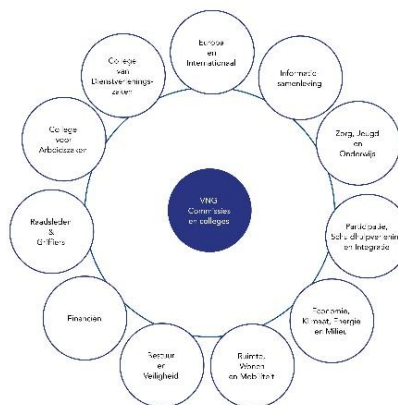 Europa
en
Internationaal
Informatie-
samenleving
Zorg, Jeugd
en
Onderwijs
Participatie,
Schuldhulpverlening
en Integratie
Economie,
Klimaat, Energie
en Milieu
Ruimte,
Wonen
en Mobiliteit
Bestuur
en
Veiligheid
Financiën
Raadsleden
&
Griffiers
College
voor
Arbeidszaken
College
van
Dienstverlenings-
zaken
VNG
Commissies
en colleges